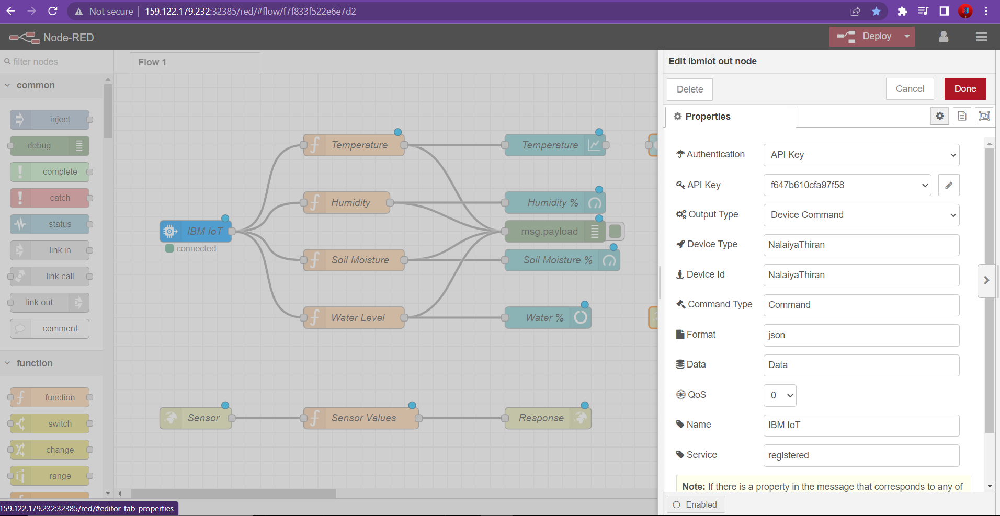 Not secure | 159.122.179.232:32385/red/#flow/f7f833f522e6e7d2
Node-RED
Deploy
filter nodes
Flow 1
Edit ibmiot out node
Delete
Cancel
Done
Properties
common
inject
debug
complete
catch
status
link in
link call
link out
comment
function
function
switch
change
range
IBM IoT
connected
Temperature
Humidity
Soil Moisture
Water Level
Temperature
Humidity %
msg.payload
Soil Moisture %
Water %
Sensor
Sensor Values
Response
Authentication API Key
API Key f647b610cfa97f58
Output Type Device Command
Device Type NalaiyaThiran
Device Id NalaiyaThiran
Command Type Command
Format json
Data Data
QoS 0
Name IBM IoT
Service registered
Note: If there is a property in the message that corresponds to any of
Enabled
159.122.179.232:32385/red/#editor-tab-properties